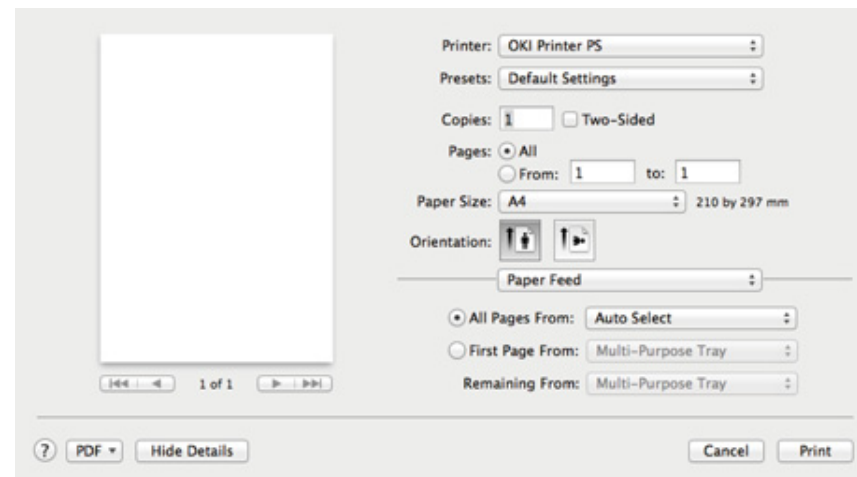 Printer: OKI Printer PS
Presets: Default Settings
Copies: 1 Two-Sided
Pages: All
From: 1 to: 1
Paper Size: A4 210 by 297 mm
Orientation:
Paper Feed
All Pages From: Auto Select
First Page From: Multi-Purpose Tray
Remaining From: Multi-Purpose Tray
1 of 1
? PDF Hide Details Cancel Print